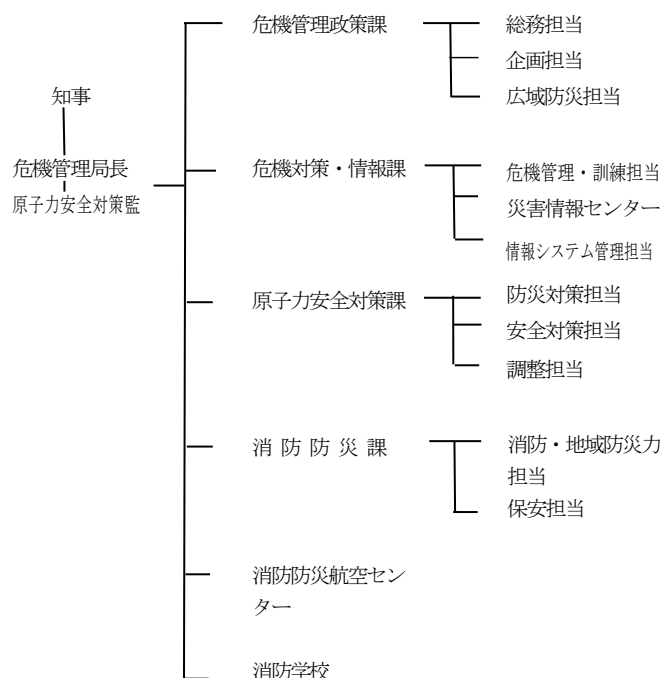 危機管理政策課
総務担当
企画担当
広域防災担当
知事
危機管理局長
原子力安全対策監
危機対策・情報課
危機管理・訓練担当
災害情報センター
情報システム管理担当
原子力安全対策課
防災対策担当
安全対策担当
調整担当
消防防災課
消防・地域防災力
担当
保安担当
消防防災航空セン
ター
消防学校